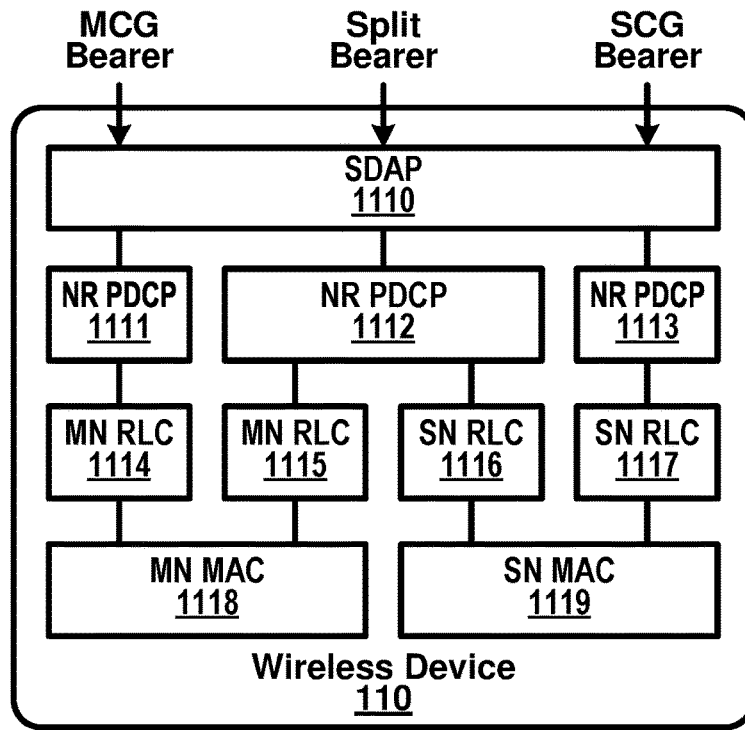 MCG
Bearer
Split
Bearer
SCG
Bearer
SDAP
1110
NR PDCP
1111
NR PDCP
1112
NR PDCP
1113
MN RLC
1114
MN RLC
1115
SN RLC
1116
SN RLC
1117
MN MAC
1118
SN MAC
1119
Wireless Device
110